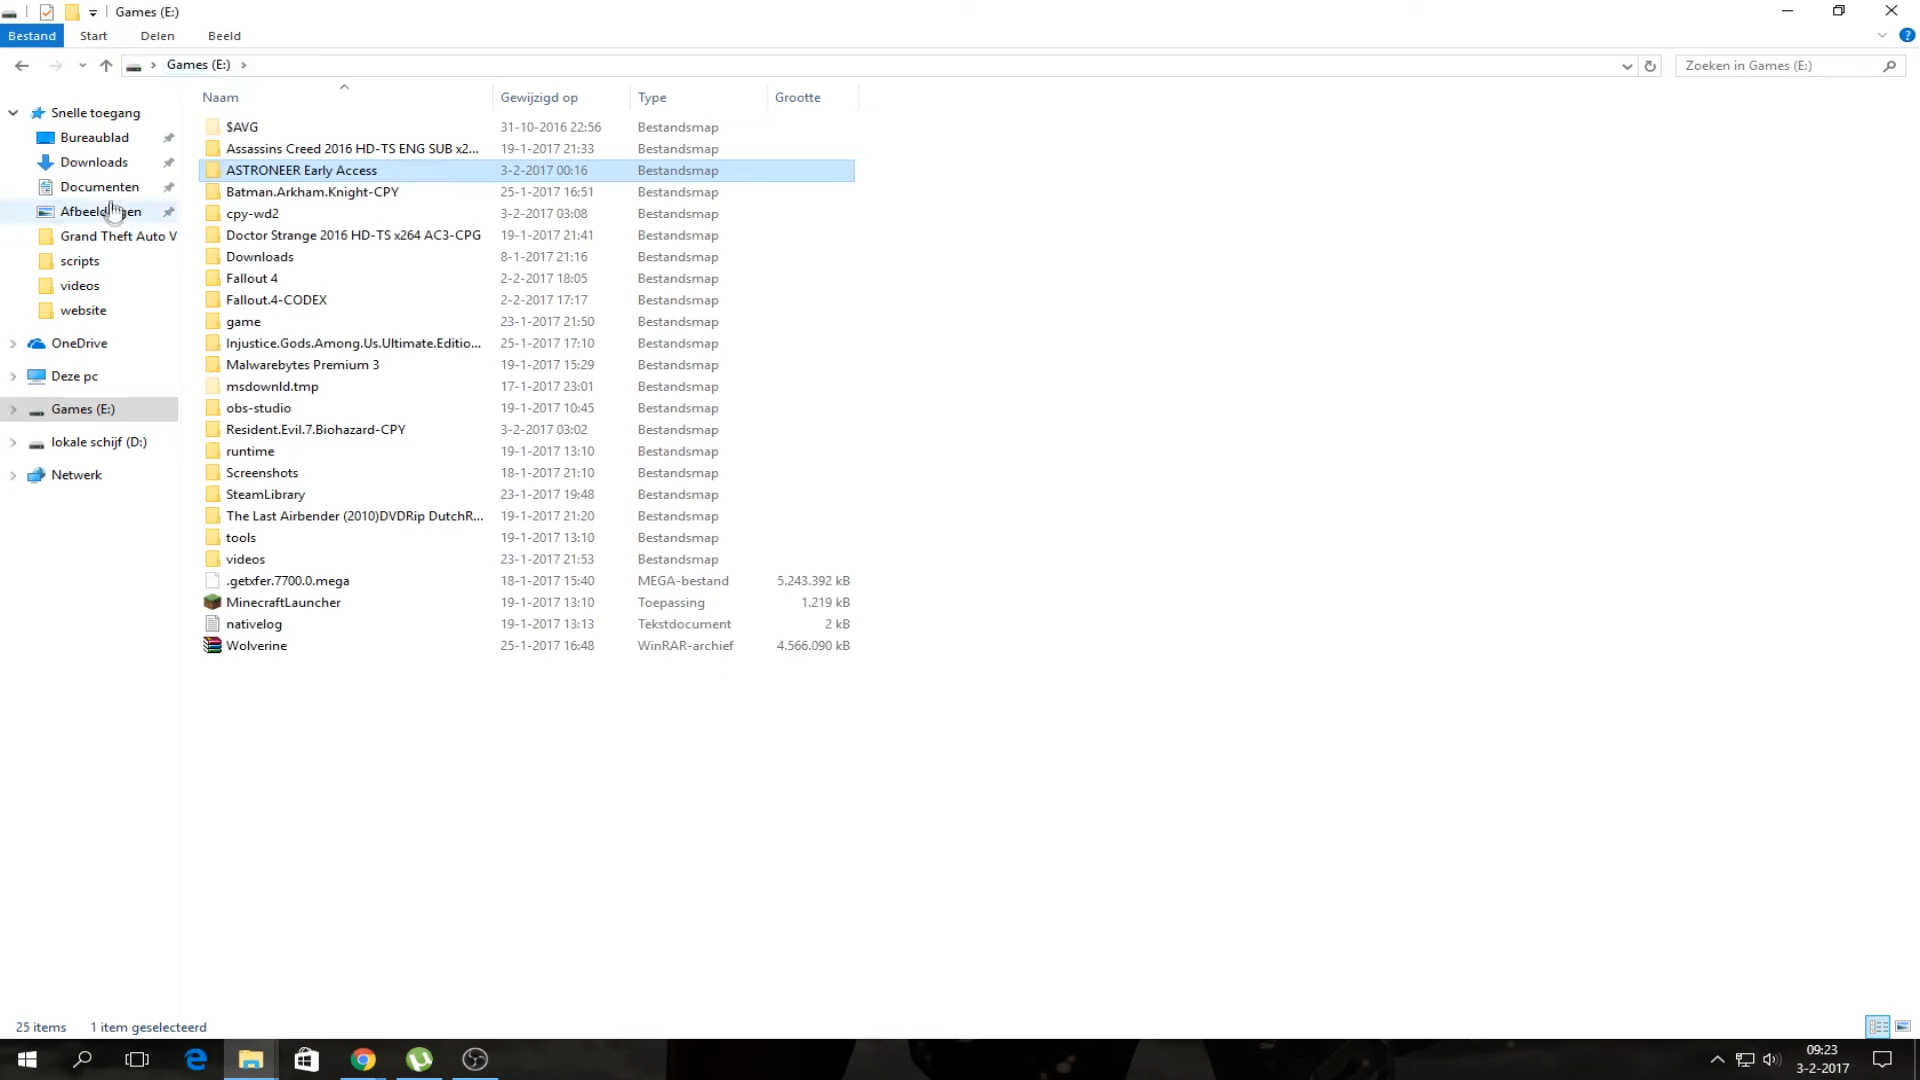 Games (E:)
Bestand Start Delen Beeld
Games (E:) Zoeken in Games (E:)
Naam Gewijzigd op Type Grootte
Snelle toegang
Bureaublad
Downloads
Documenten
Grand Theft Auto V
scripts
videos
website
OneDrive
Deze pc
Games (E:)
lokale schijf (D:)
Netwerk
$AVG 31-10-2016 22:56 Bestandsmap
Assassins Creed 2016 HD-TS ENG SUB x2... 19-1-2017 21:33 Bestandsmap
ASTRONEER Early Access 3-2-2017 00:16 Bestandsmap
Batman.Arkham.Knight-CPY 25-1-2017 16:51 Bestandsmap
cpy-wd2 3-2-2017 03:08 Bestandsmap
Doctor Strange 2016 HD-TS x264 AC3-CPG 19-1-2017 21:41 Bestandsmap
Downloads 8-1-2017 21:16 Bestandsmap
Fallout 4 2-2-2017 18:05 Bestandsmap
Fallout.4-CODEX 2-2-2017 17:17 Bestandsmap
game 23-1-2017 21:50 Bestandsmap
Injustice.Gods.Among.Us.Ultimate.Editio... 25-1-2017 17:10 Bestandsmap
Malwarebytes Premium 3 19-1-2017 15:29 Bestandsmap
msdownld.tmp 17-1-2017 23:01 Bestandsmap
obs-studio 19-1-2017 10:45 Bestandsmap
Resident.Evil.7.Biohazard-CPY 3-2-2017 03:02 Bestandsmap
runtime 19-1-2017 13:10 Bestandsmap
Screenshots 18-1-2017 21:10 Bestandsmap
SteamLibrary 23-1-2017 19:48 Bestandsmap
The Last Airbender (2010)DVDRip DutchR... 19-1-2017 21:20 Bestandsmap
tools 19-1-2017 13:10 Bestandsmap
videos 23-1-2017 21:53 Bestandsmap
.getxfer.7700.0.mega 18-1-2017 15:40 MEGA-bestand 5.243.392 kB
MinecraftLauncher 19-1-2017 13:10 Toepassing 1.219 kB
nativelog 19-1-2017 13:13 Tekstdocument 2 kB
Wolverine 25-1-2017 16:48 WinRAR-archief 4.566.090 kB
25 items 1 item geselecteerd
09:23
3-2-2017